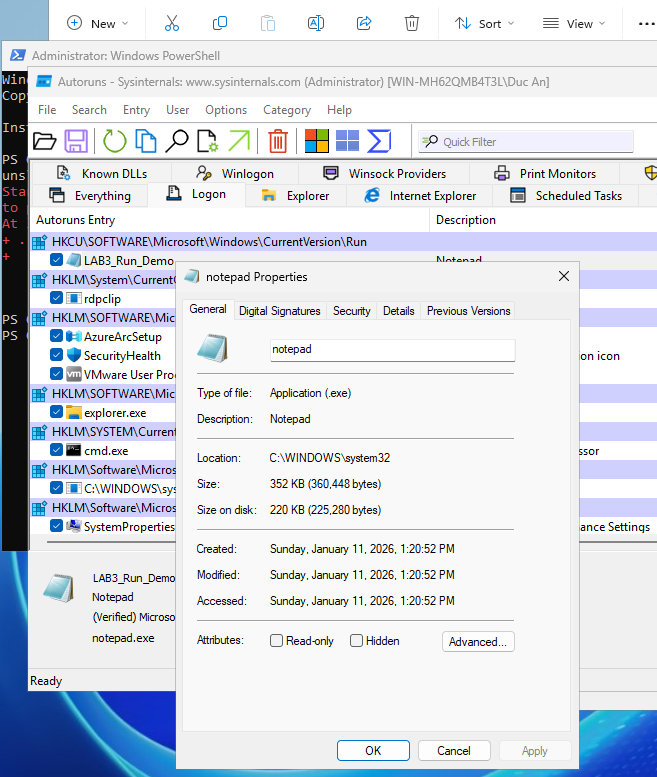 New
Sort
View
Administrator: Windows PowerShell
Autoruns - Sysinternals: www.sysinternals.com (Administrator) [WIN-MH62QMB4T3L\Duc An]
File Search Entry User Options Category Help
Quick Filter
Known DLLs Winlogon Winsock Providers Print Monitors
Everything Logon Explorer Internet Explorer Scheduled Tasks
Autoruns Entry Description
HKCU\SOFTWARE\Microsoft\Windows\CurrentVersion\Run
LAB3_Run_Demo Notepad
HKLM\System\CurrentC
rdpclip
HKLM\SOFTWARE\Mic
AzureArcSetup
SecurityHealth on icon
VMware User Proc
HKLM\SOFTWARE\Mic
explorer.exe
HKLM\SYSTEM\Current
cmd.exe ssor
HKLM\Software\Micros
C:\WINDOWS\sys
HKLM\Software\Micros
SystemProperties ance Settings
LAB3_Run_Demo
Notepad
(Verified) Microso
notepad.exe
Ready
Wind
Copy
Inst
PS
uns
Sta
to
At
+ .
+
PS
PS
notepad Properties
General Digital Signatures Security Details Previous Versions
notepad
Type of file: Application (.exe)
Description: Notepad
Location: C:\WINDOWS\system32
Size: 352 KB (360,448 bytes)
Size on disk: 220 KB (225,280 bytes)
Created: Sunday, January 11, 2026, 1:20:52 PM
Modified: Sunday, January 11, 2026, 1:20:52 PM
Accessed: Sunday, January 11, 2026, 1:20:52 PM
Attributes: Read-only Hidden Advanced...
OK Cancel Apply